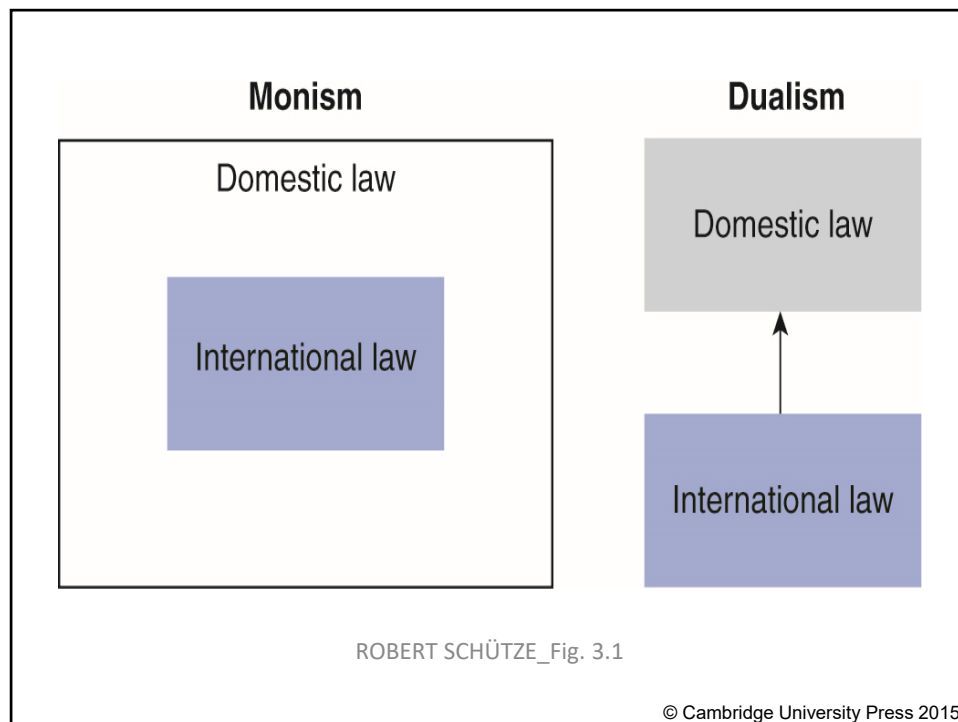 Monism
Dualism
Domestic law
International law
Domestic law
International law
ROBERT SCHÜTZE_Fig. 3.1
© Cambridge University Press 2015